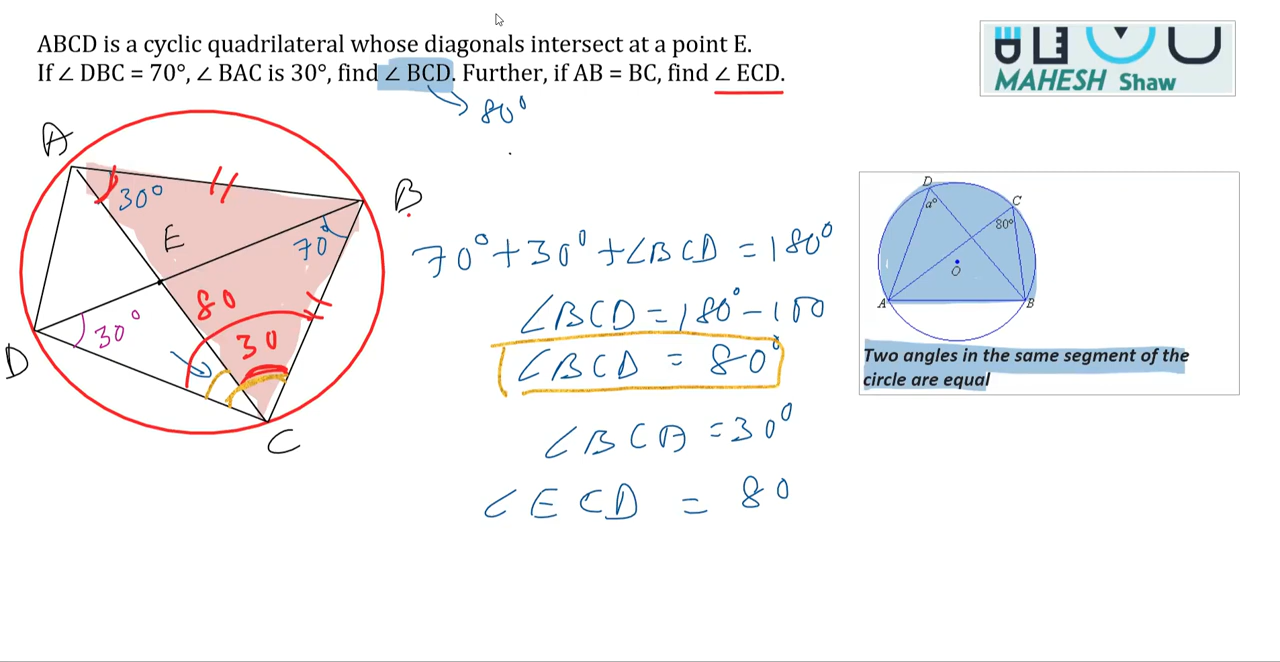 ABCD is a cyclic quadrilateral whose diagonals intersect at a point E.
If ∠ DBC = 70°, ∠ BAC is 30°, find ∠ BCD. Further, if AB = BC, find ∠ ECD.
80°
MAHESH Shaw
A
30°
B
E
70
80
30°
30
D
C
70° + 30° + ∠BCD = 180°
∠BCD = 180° - 100
∠BCD = 80°
∠BCA = 30°
∠ECD = 80
D
a°
C
80°
O
A
B
Two angles in the same segment of the
circle are equal